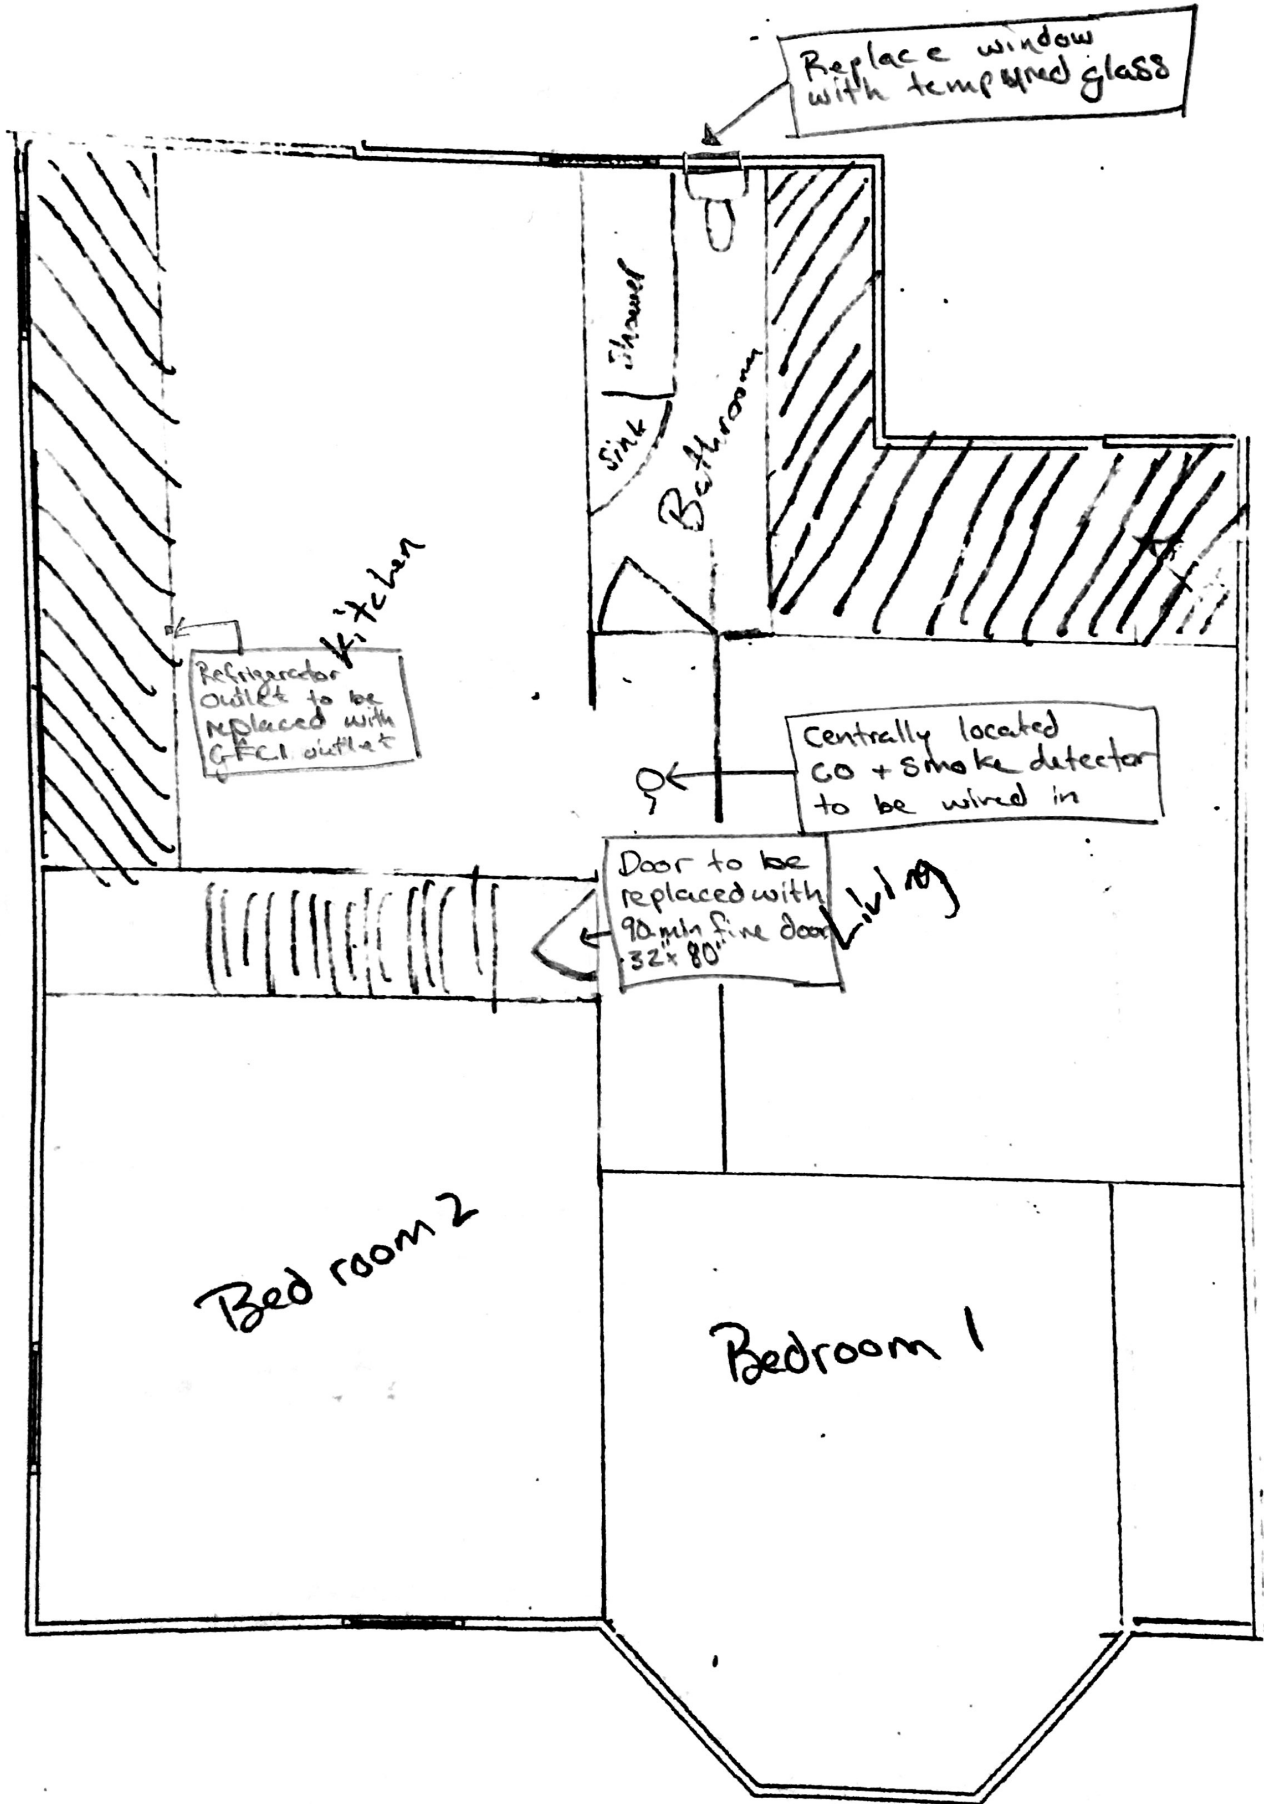 Replace window
with tempured glass
Shower
Sink
Bathroom
Kitchen
Refrigerator
outlet to be
replaced with
GFCI outlet
Centrally located
CO + Smoke detector
to be wired in
Door to be
replaced with
90 min fire door
32" x 80"
Living
Bedroom 2
Bedroom 1